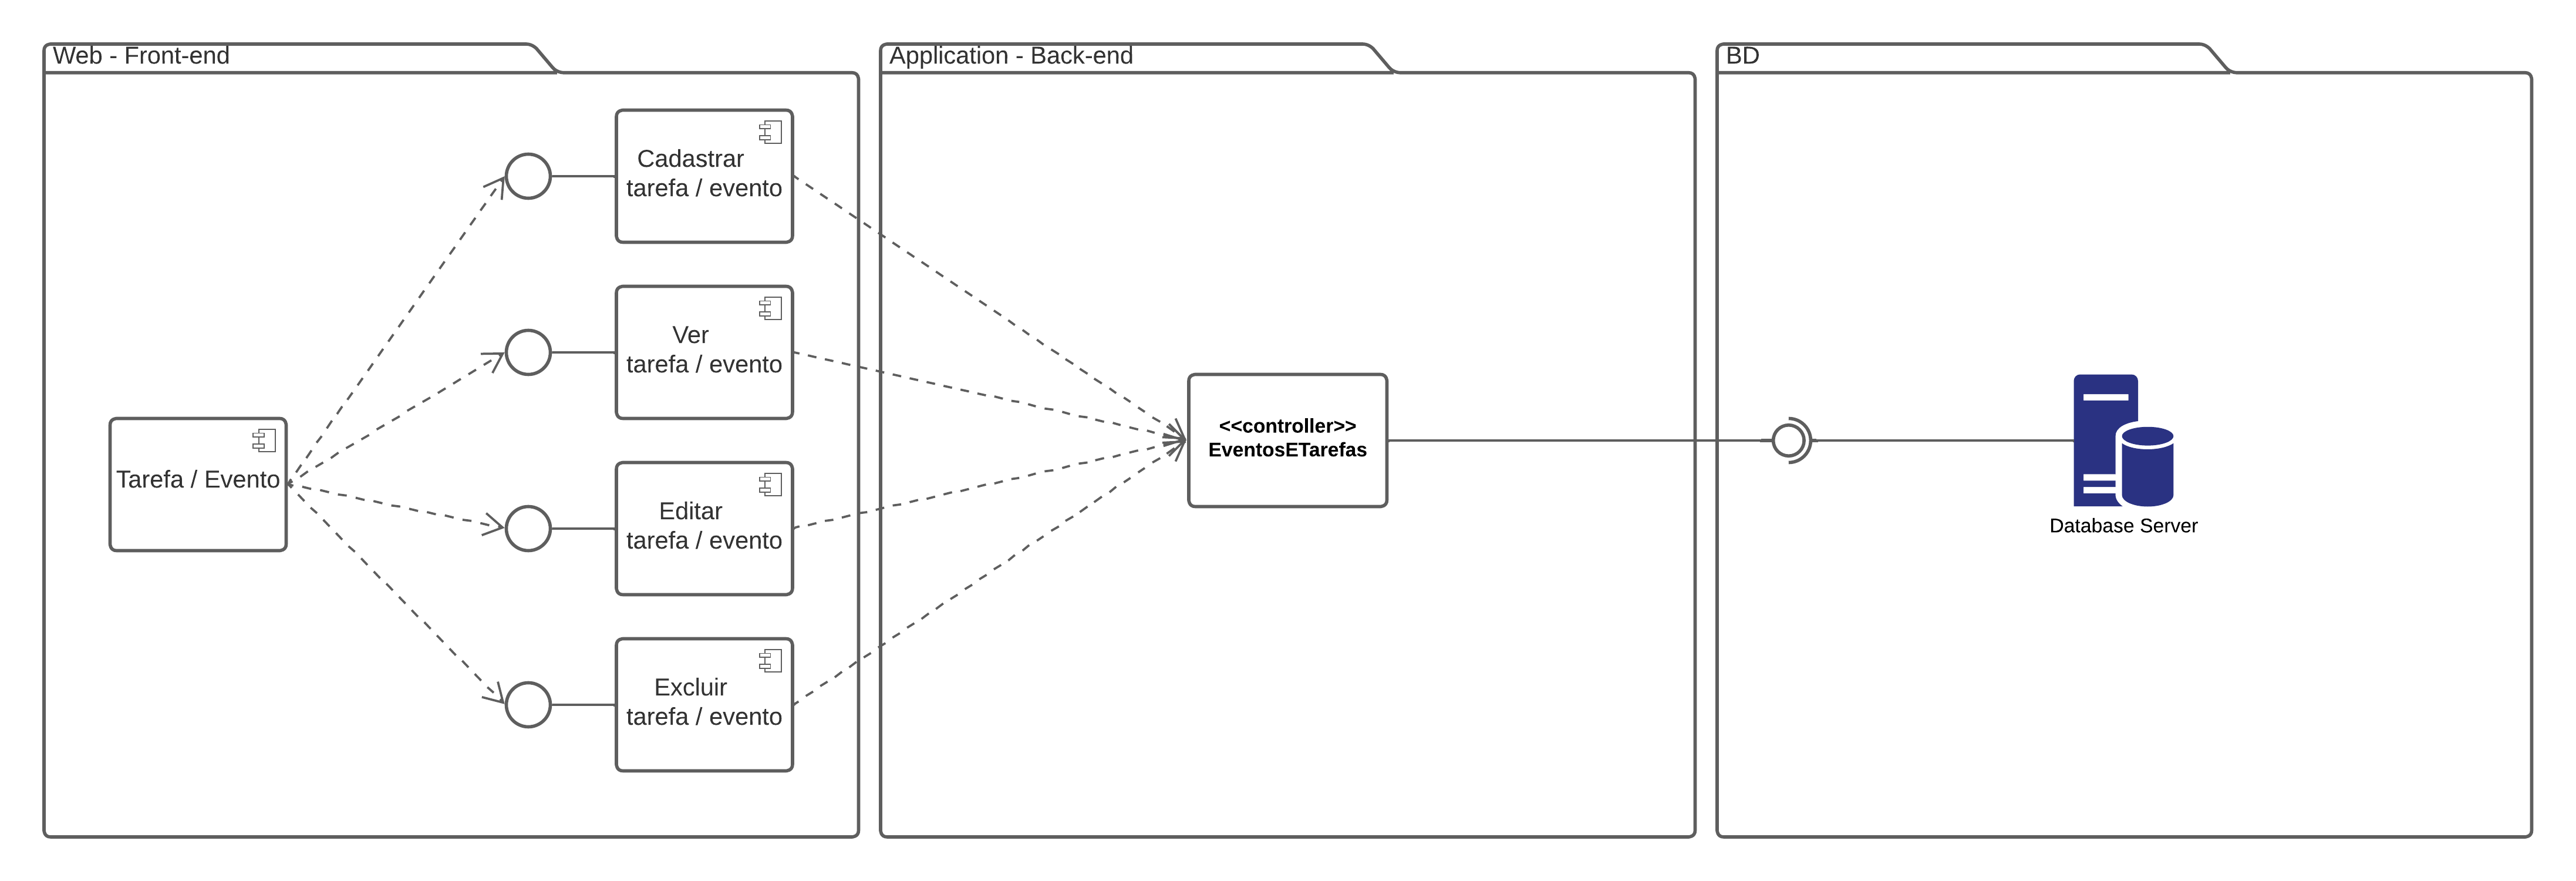 Web - Front-end
Application - Back-end
BD
Cadastrar
tarefa / evento
Ver
tarefa / evento
Tarefa / Evento
Editar
tarefa / evento
Excluir
tarefa / evento
<<controller>>
EventosETarefas
Database Server